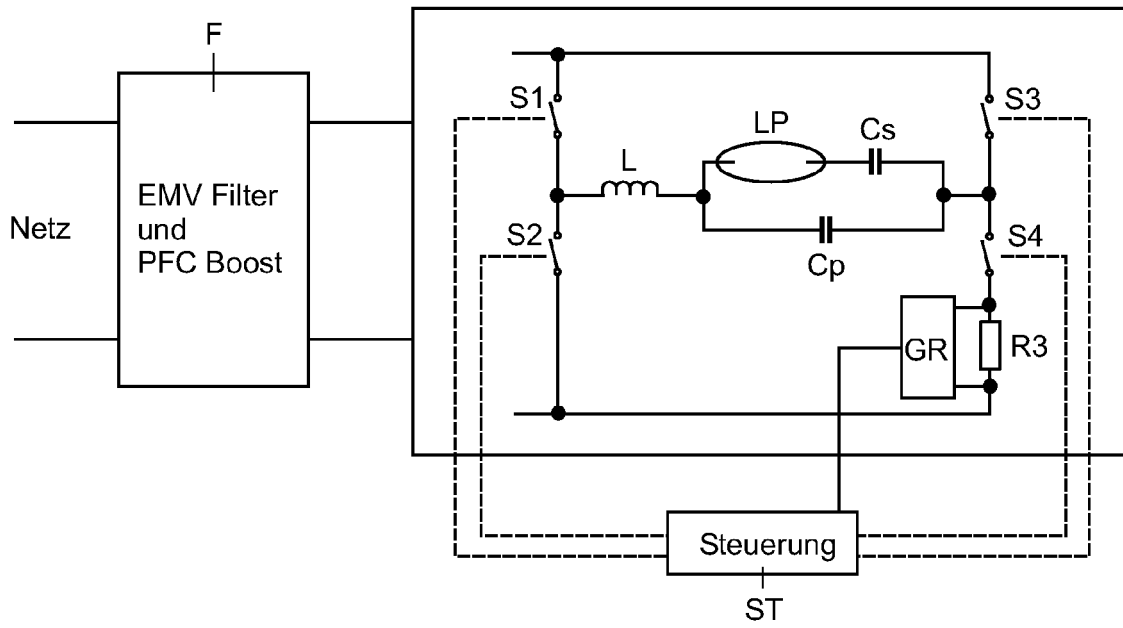 F
S1
S3
LP
Cs
L
EMV Filter
und
PFC Boost
Netz
S2
S4
Cp
GR
R3
Steuerung
ST